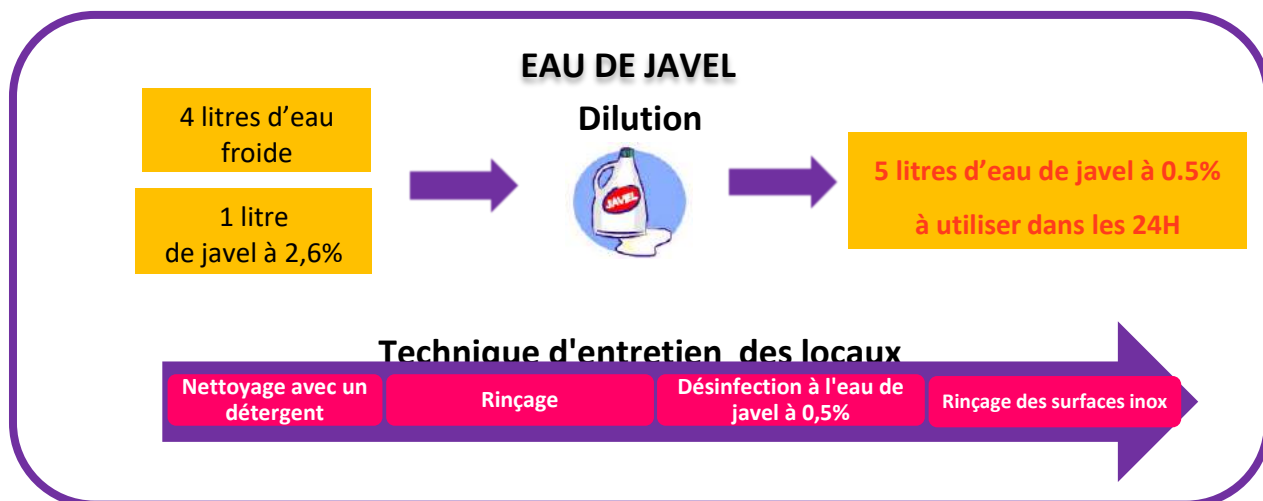 EAU DE JAVEL
Dilution
4 litres d’eau
froide
1 litre
de javel à 2,6%
JAVEL
5 litres d’eau de javel à 0.5%
à utiliser dans les 24H
Technique d'entretien des locaux
Nettoyage avec un
détergent
Rinçage
Désinfection à l'eau de
javel à 0,5%
Rinçage des surfaces inox